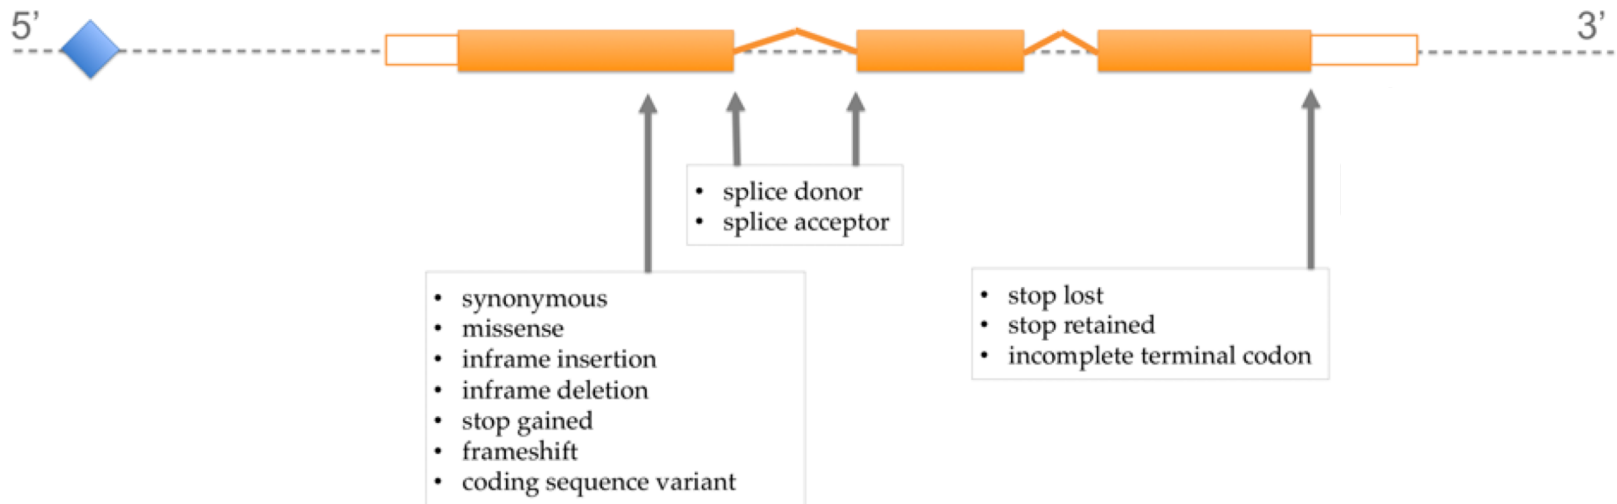 5’
3’
• splice donor
• splice acceptor
• synonymous
• missense
• inframe insertion
• inframe deletion
• stop gained
• frameshift
• coding sequence variant
• stop lost
• stop retained
• incomplete terminal codon